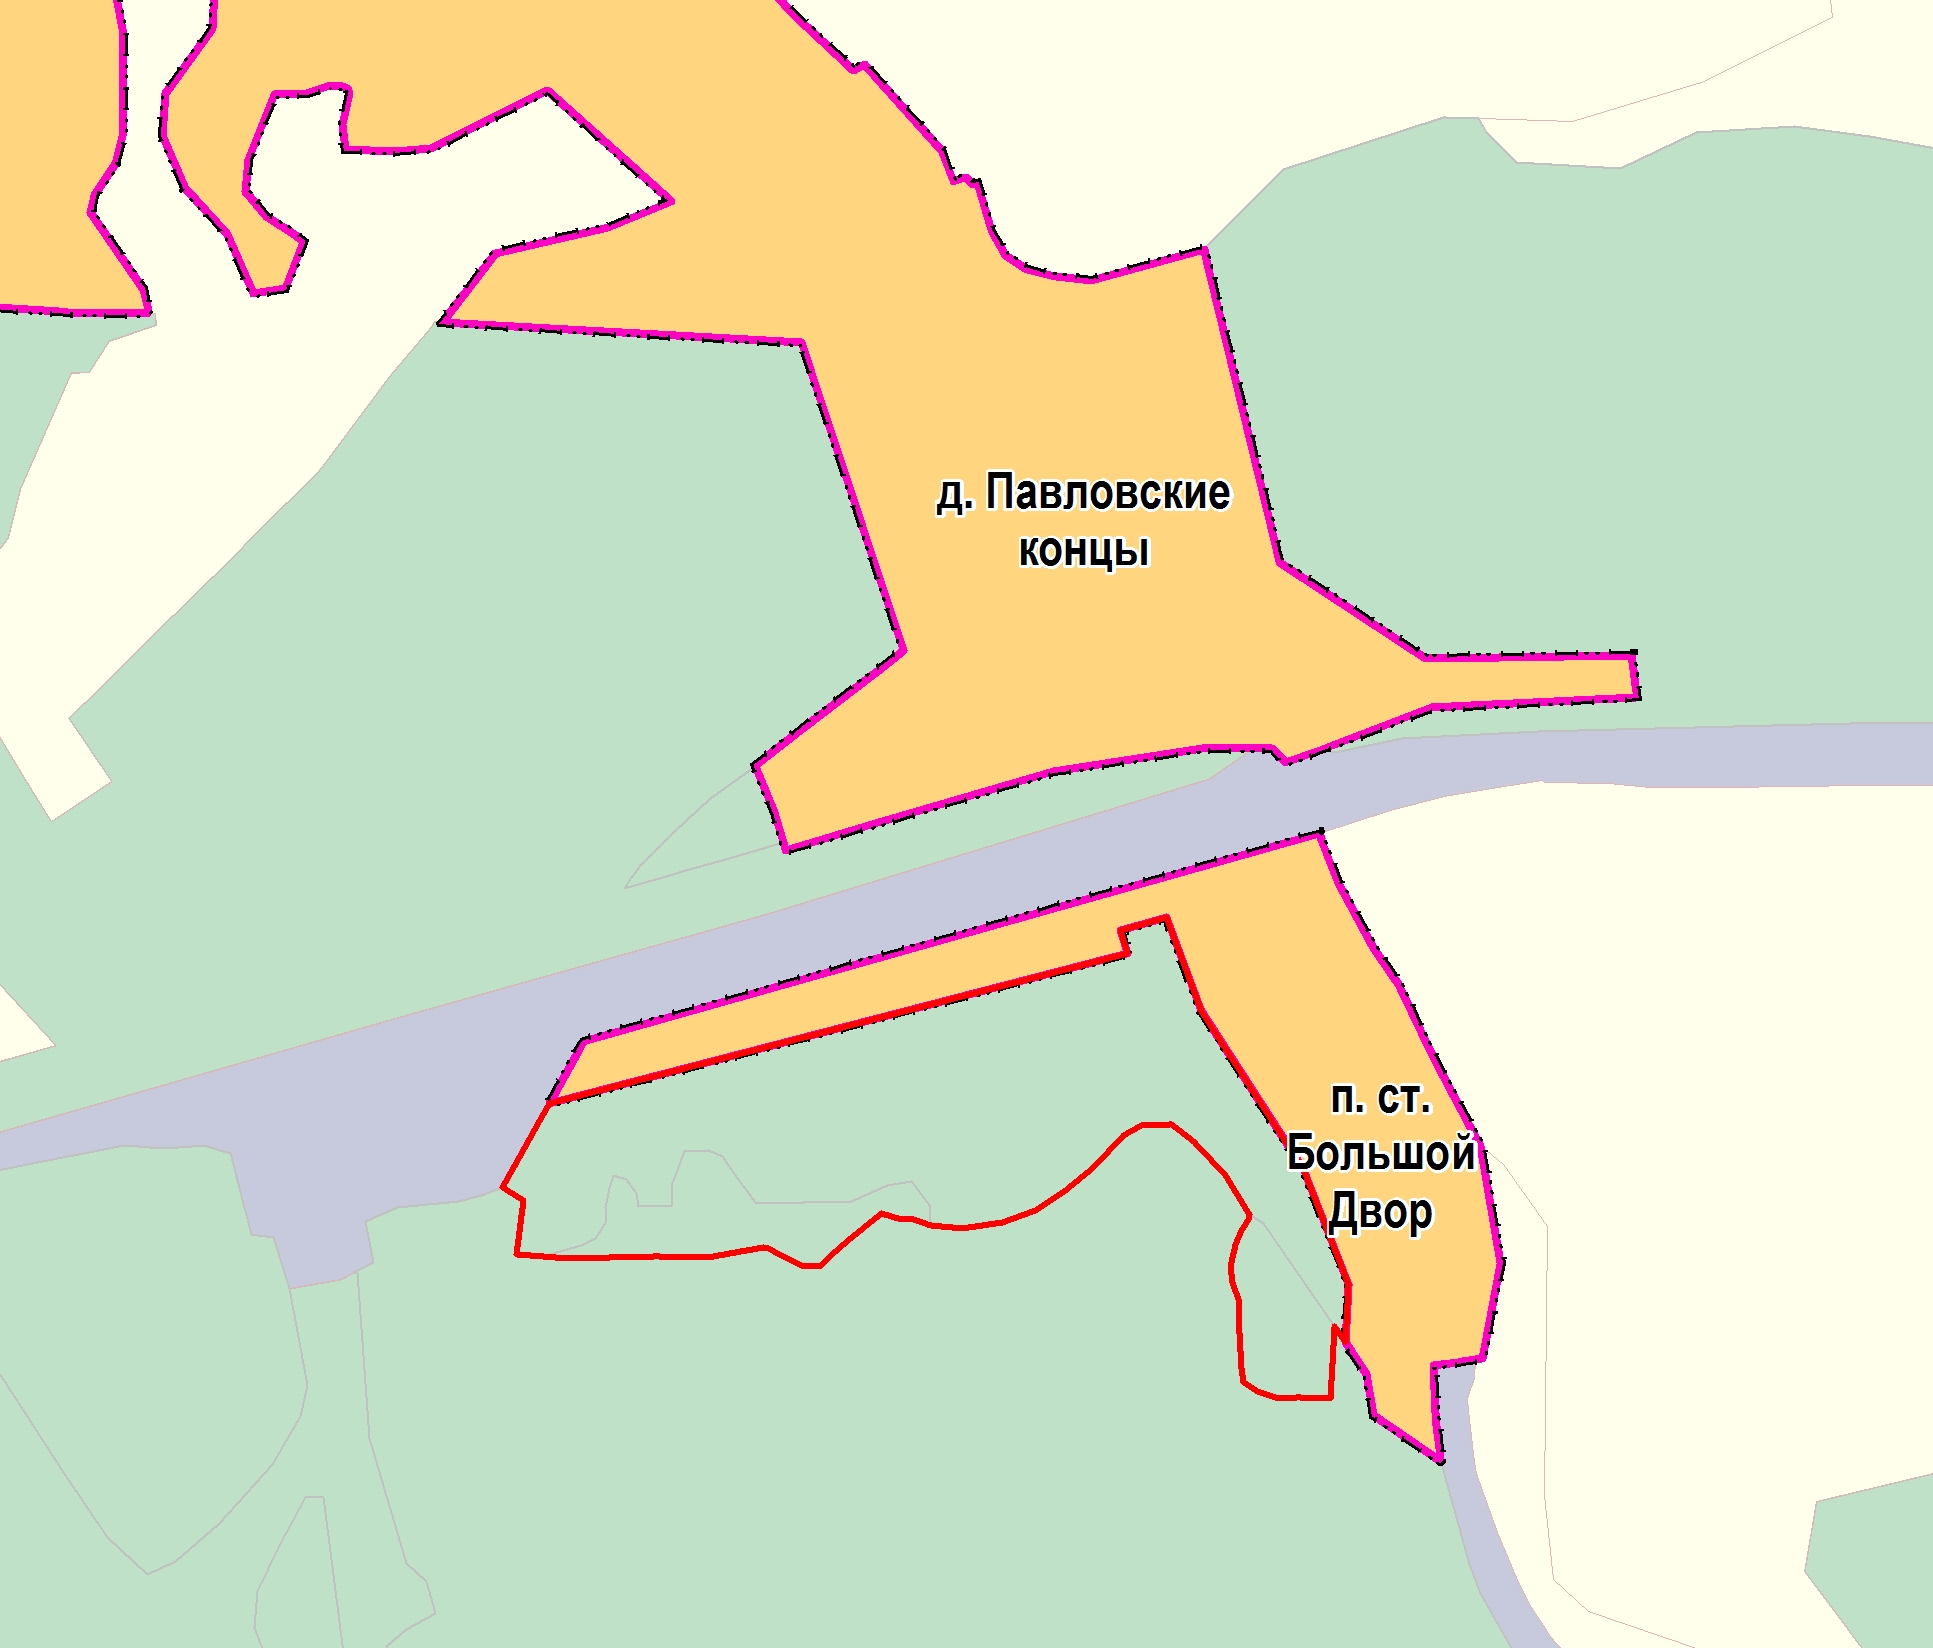 д. Павловские
концы
п. ст.
Большой
Двор